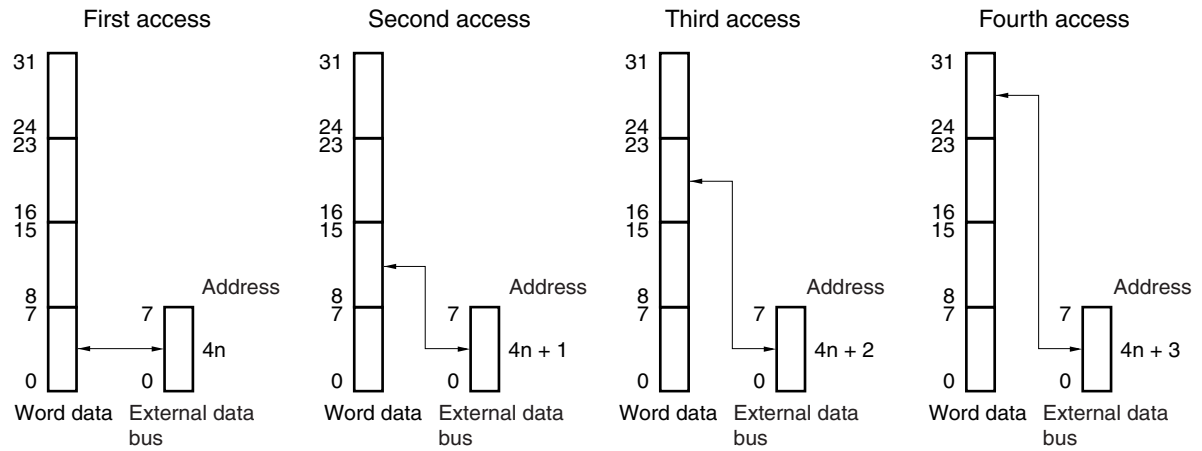 First access
31
24
23
16
15
8
7
0
Address
7
4n
0
Word data
External data
bus
Second access
31
24
23
16
15
8
7
0
Address
7
4n + 1
0
Word data
External data
bus
Third access
31
24
23
16
15
8
7
0
Address
7
4n + 2
0
Word data
External data
bus
Fourth access
31
24
23
16
15
8
7
0
Address
7
4n + 3
0
Word data
External data
bus